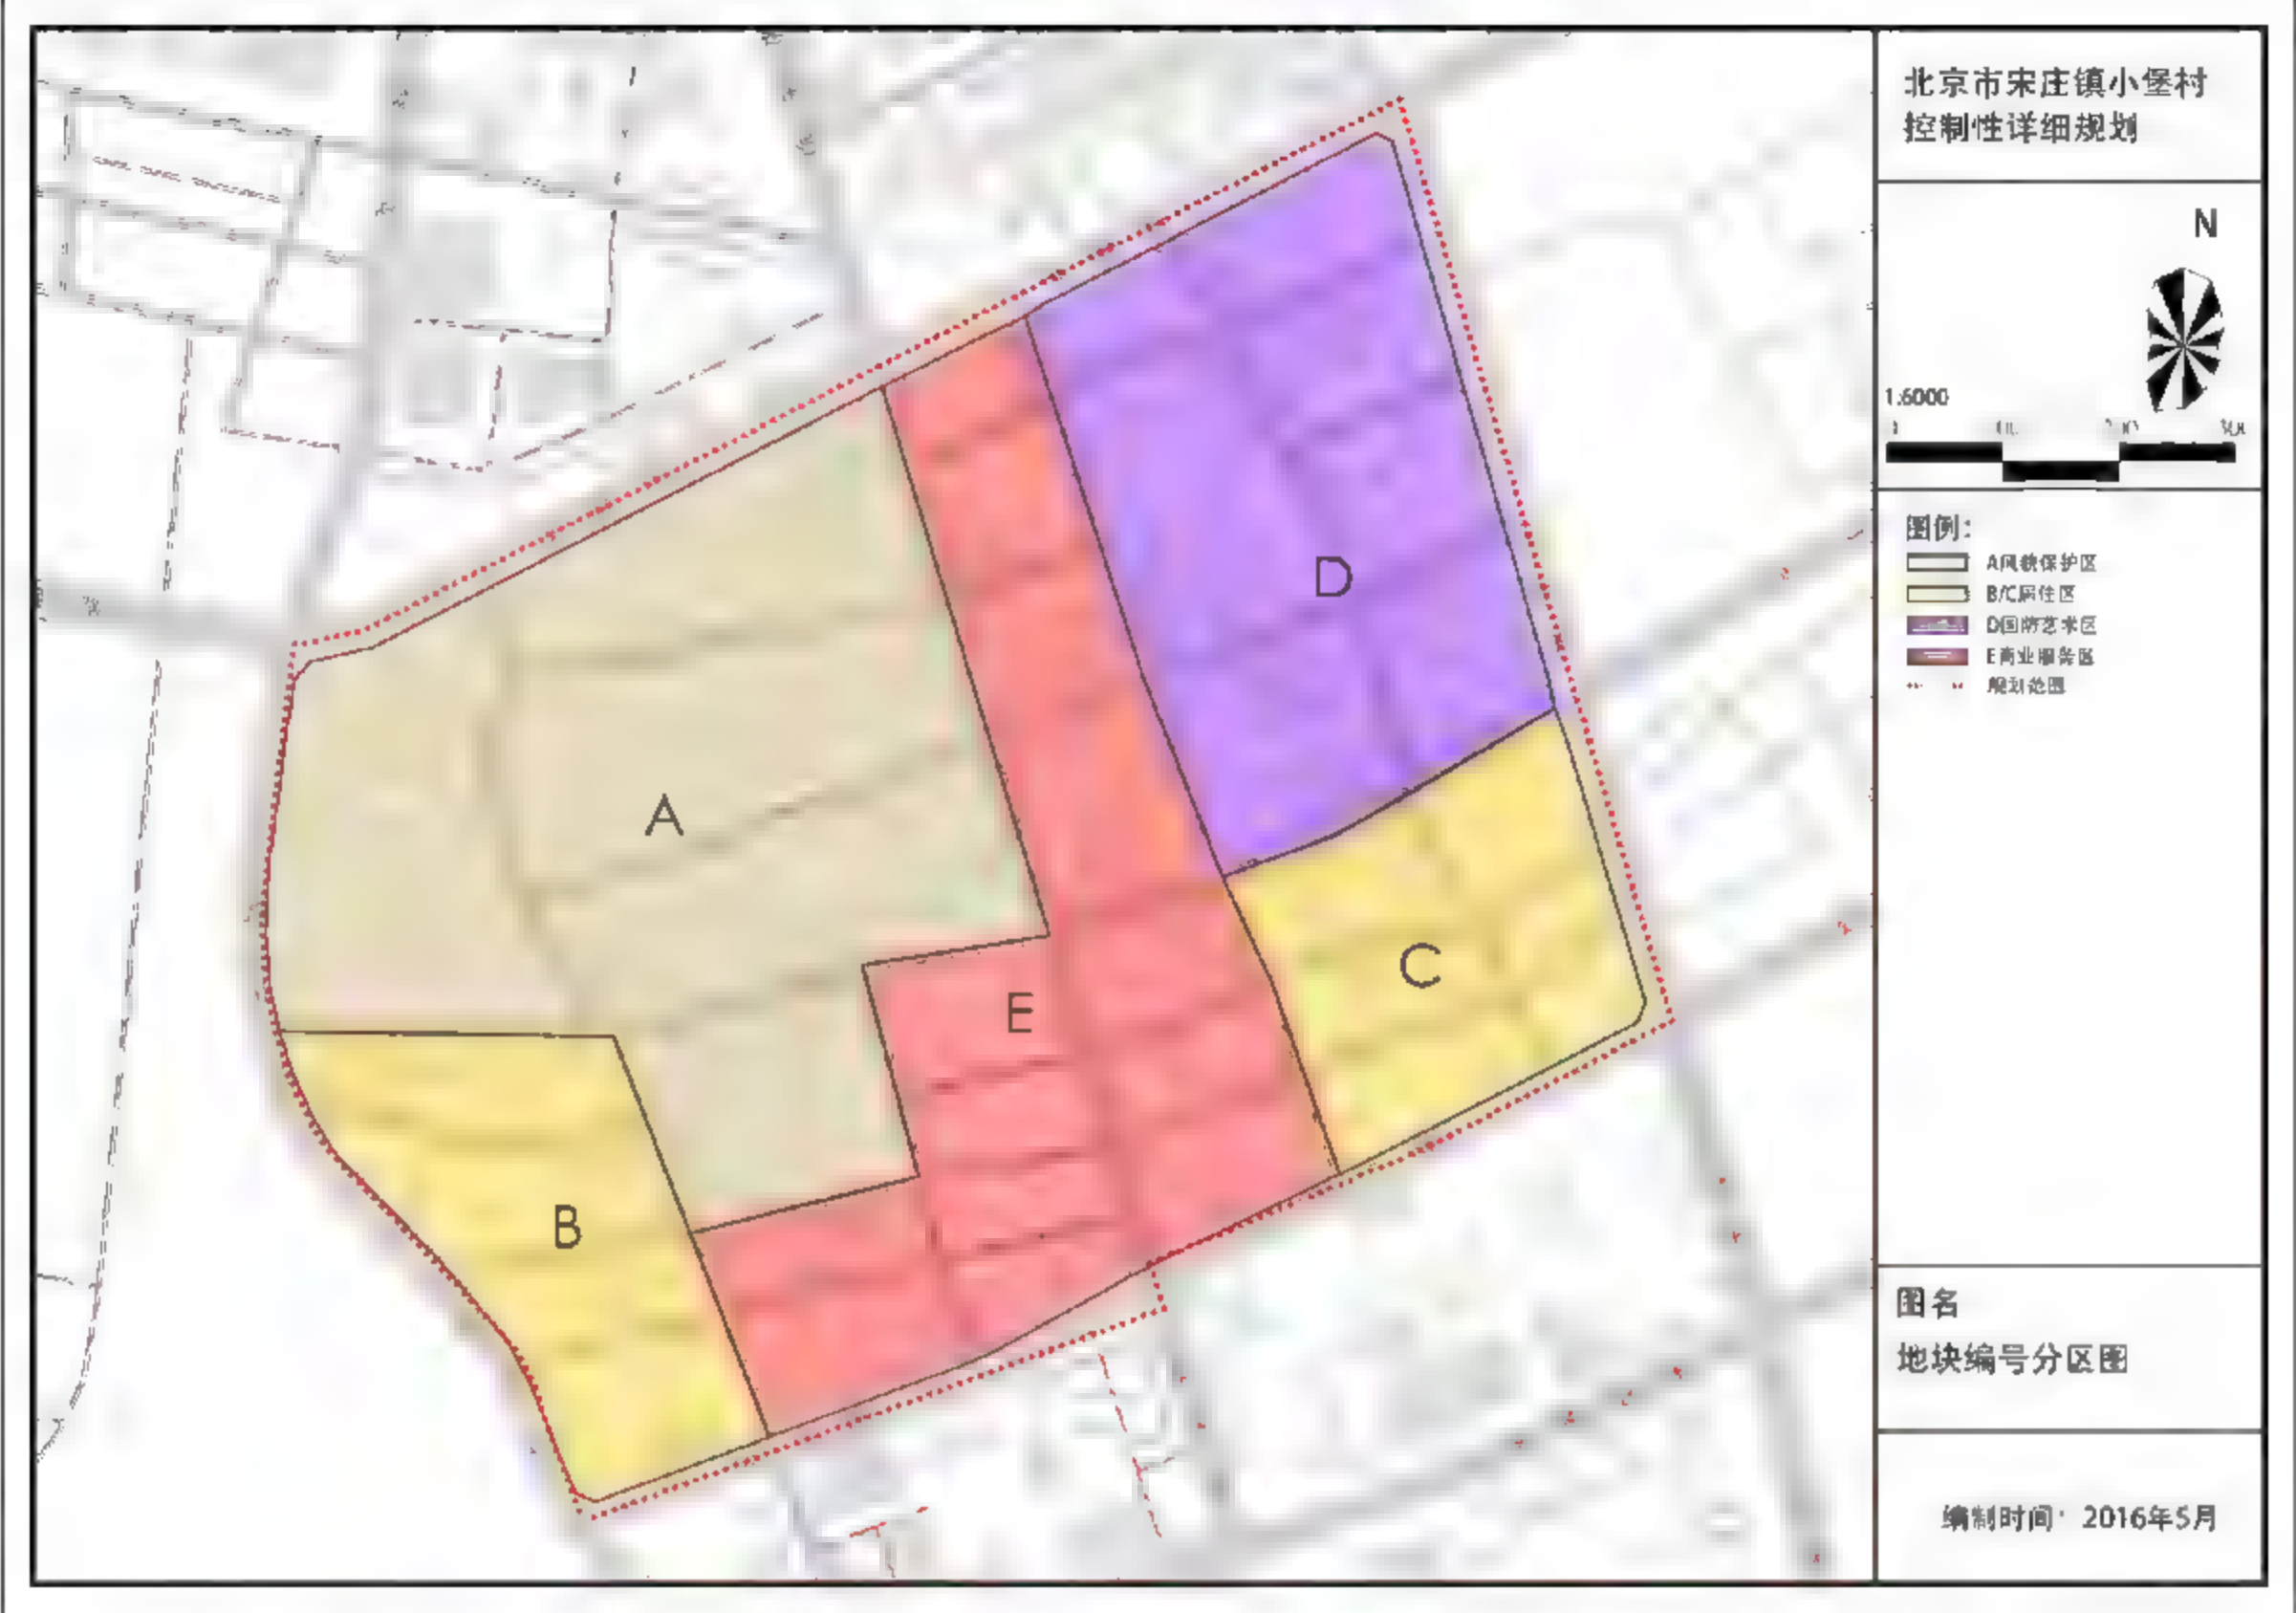 北京市宋庄镇小堡村
控制性详细规划
N
1:6000
图例:
A风貌保护区
B/C居住区
D国防艺术区
E商业服务区
规划范围
A
B
C
D
E
图名
地块编号分区图
编制时间: 2016年5月